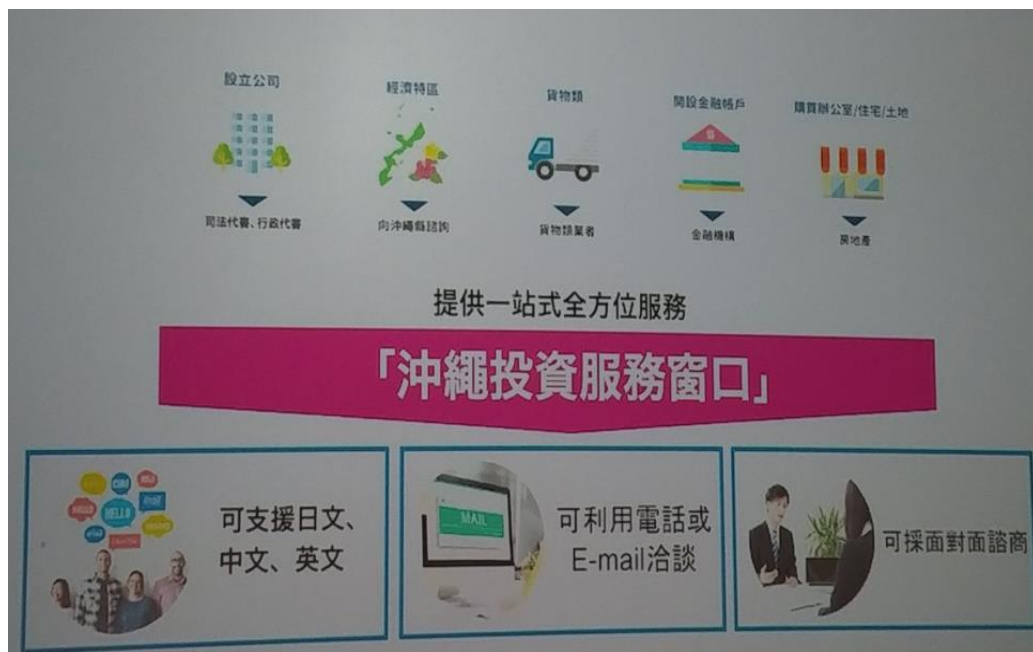 設立公司
經濟特區
貨物類
開設金融帳戶
購買辦公室/住宅/土地
司法代書、行政代書
向沖繩縣諮詢
貨物類業者
金融機構
房地產
提供一站式全方位服務
「沖繩投資服務窗口」
HELLO
可支援日文、
中文、英文
MAIL
可利用電話或
E-mail洽談
可採面對面諮商